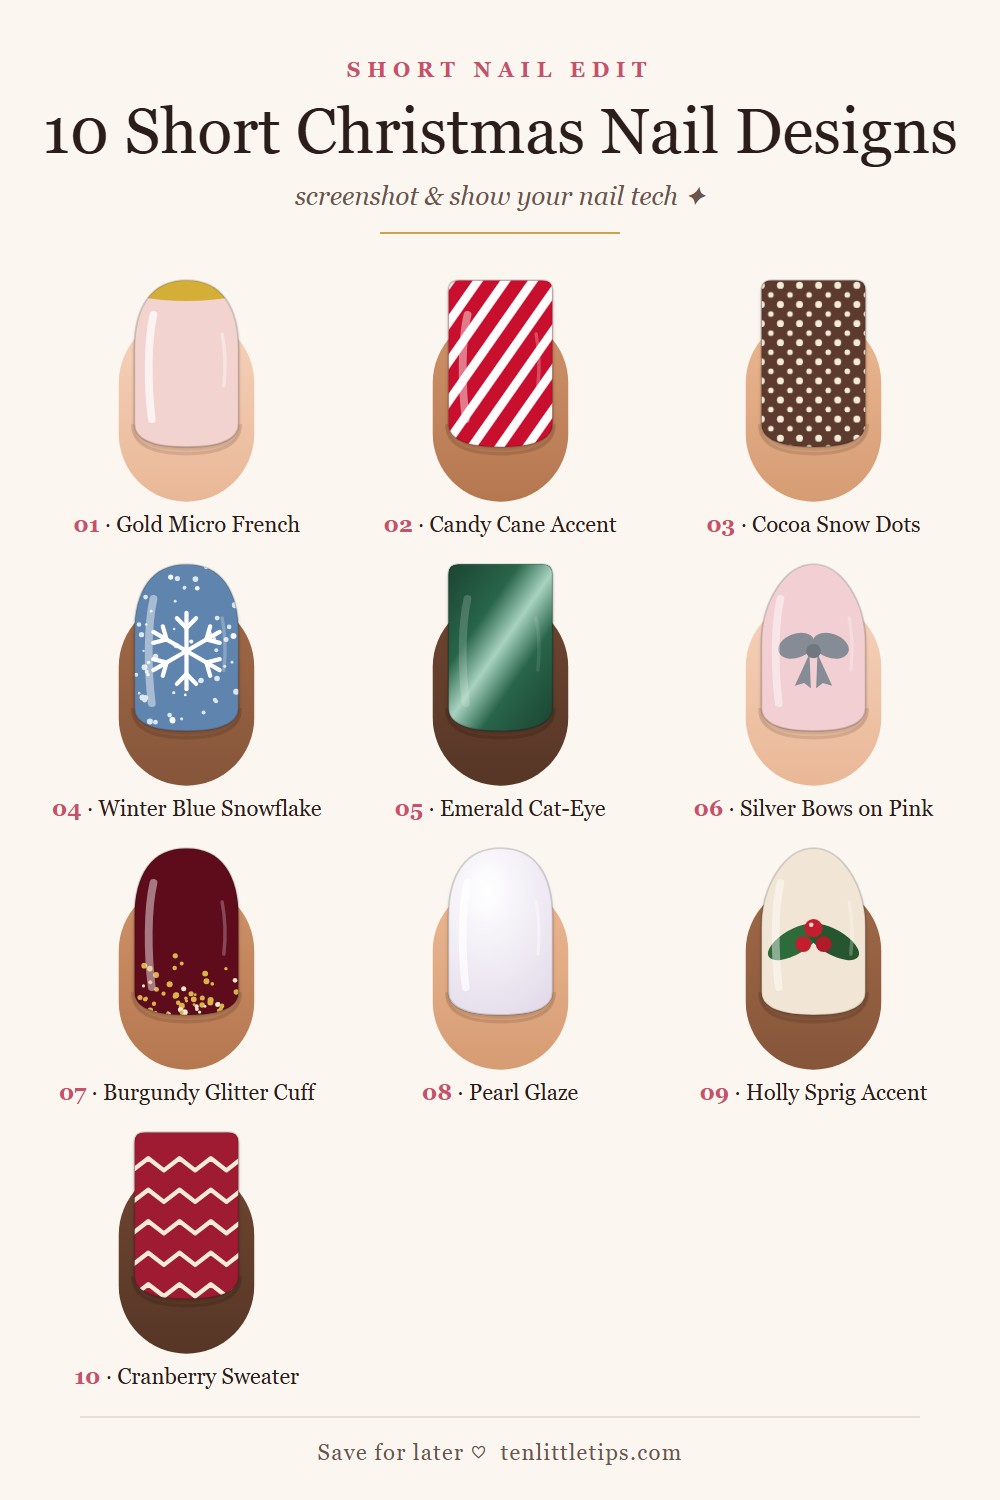 SHORT NAIL EDIT
10 Short Christmas Nail Designs
screenshot & show your nail tech ✦
01 · Gold Micro French
02 · Candy Cane Accent
03 · Cocoa Snow Dots
04 · Winter Blue Snowflake
05 · Emerald Cat-Eye
06 · Silver Bows on Pink
07 · Burgundy Glitter Cuff
08 · Pearl Glaze
09 · Holly Sprig Accent
10 · Cranberry Sweater
Save for later ♡ tenlittletips.com